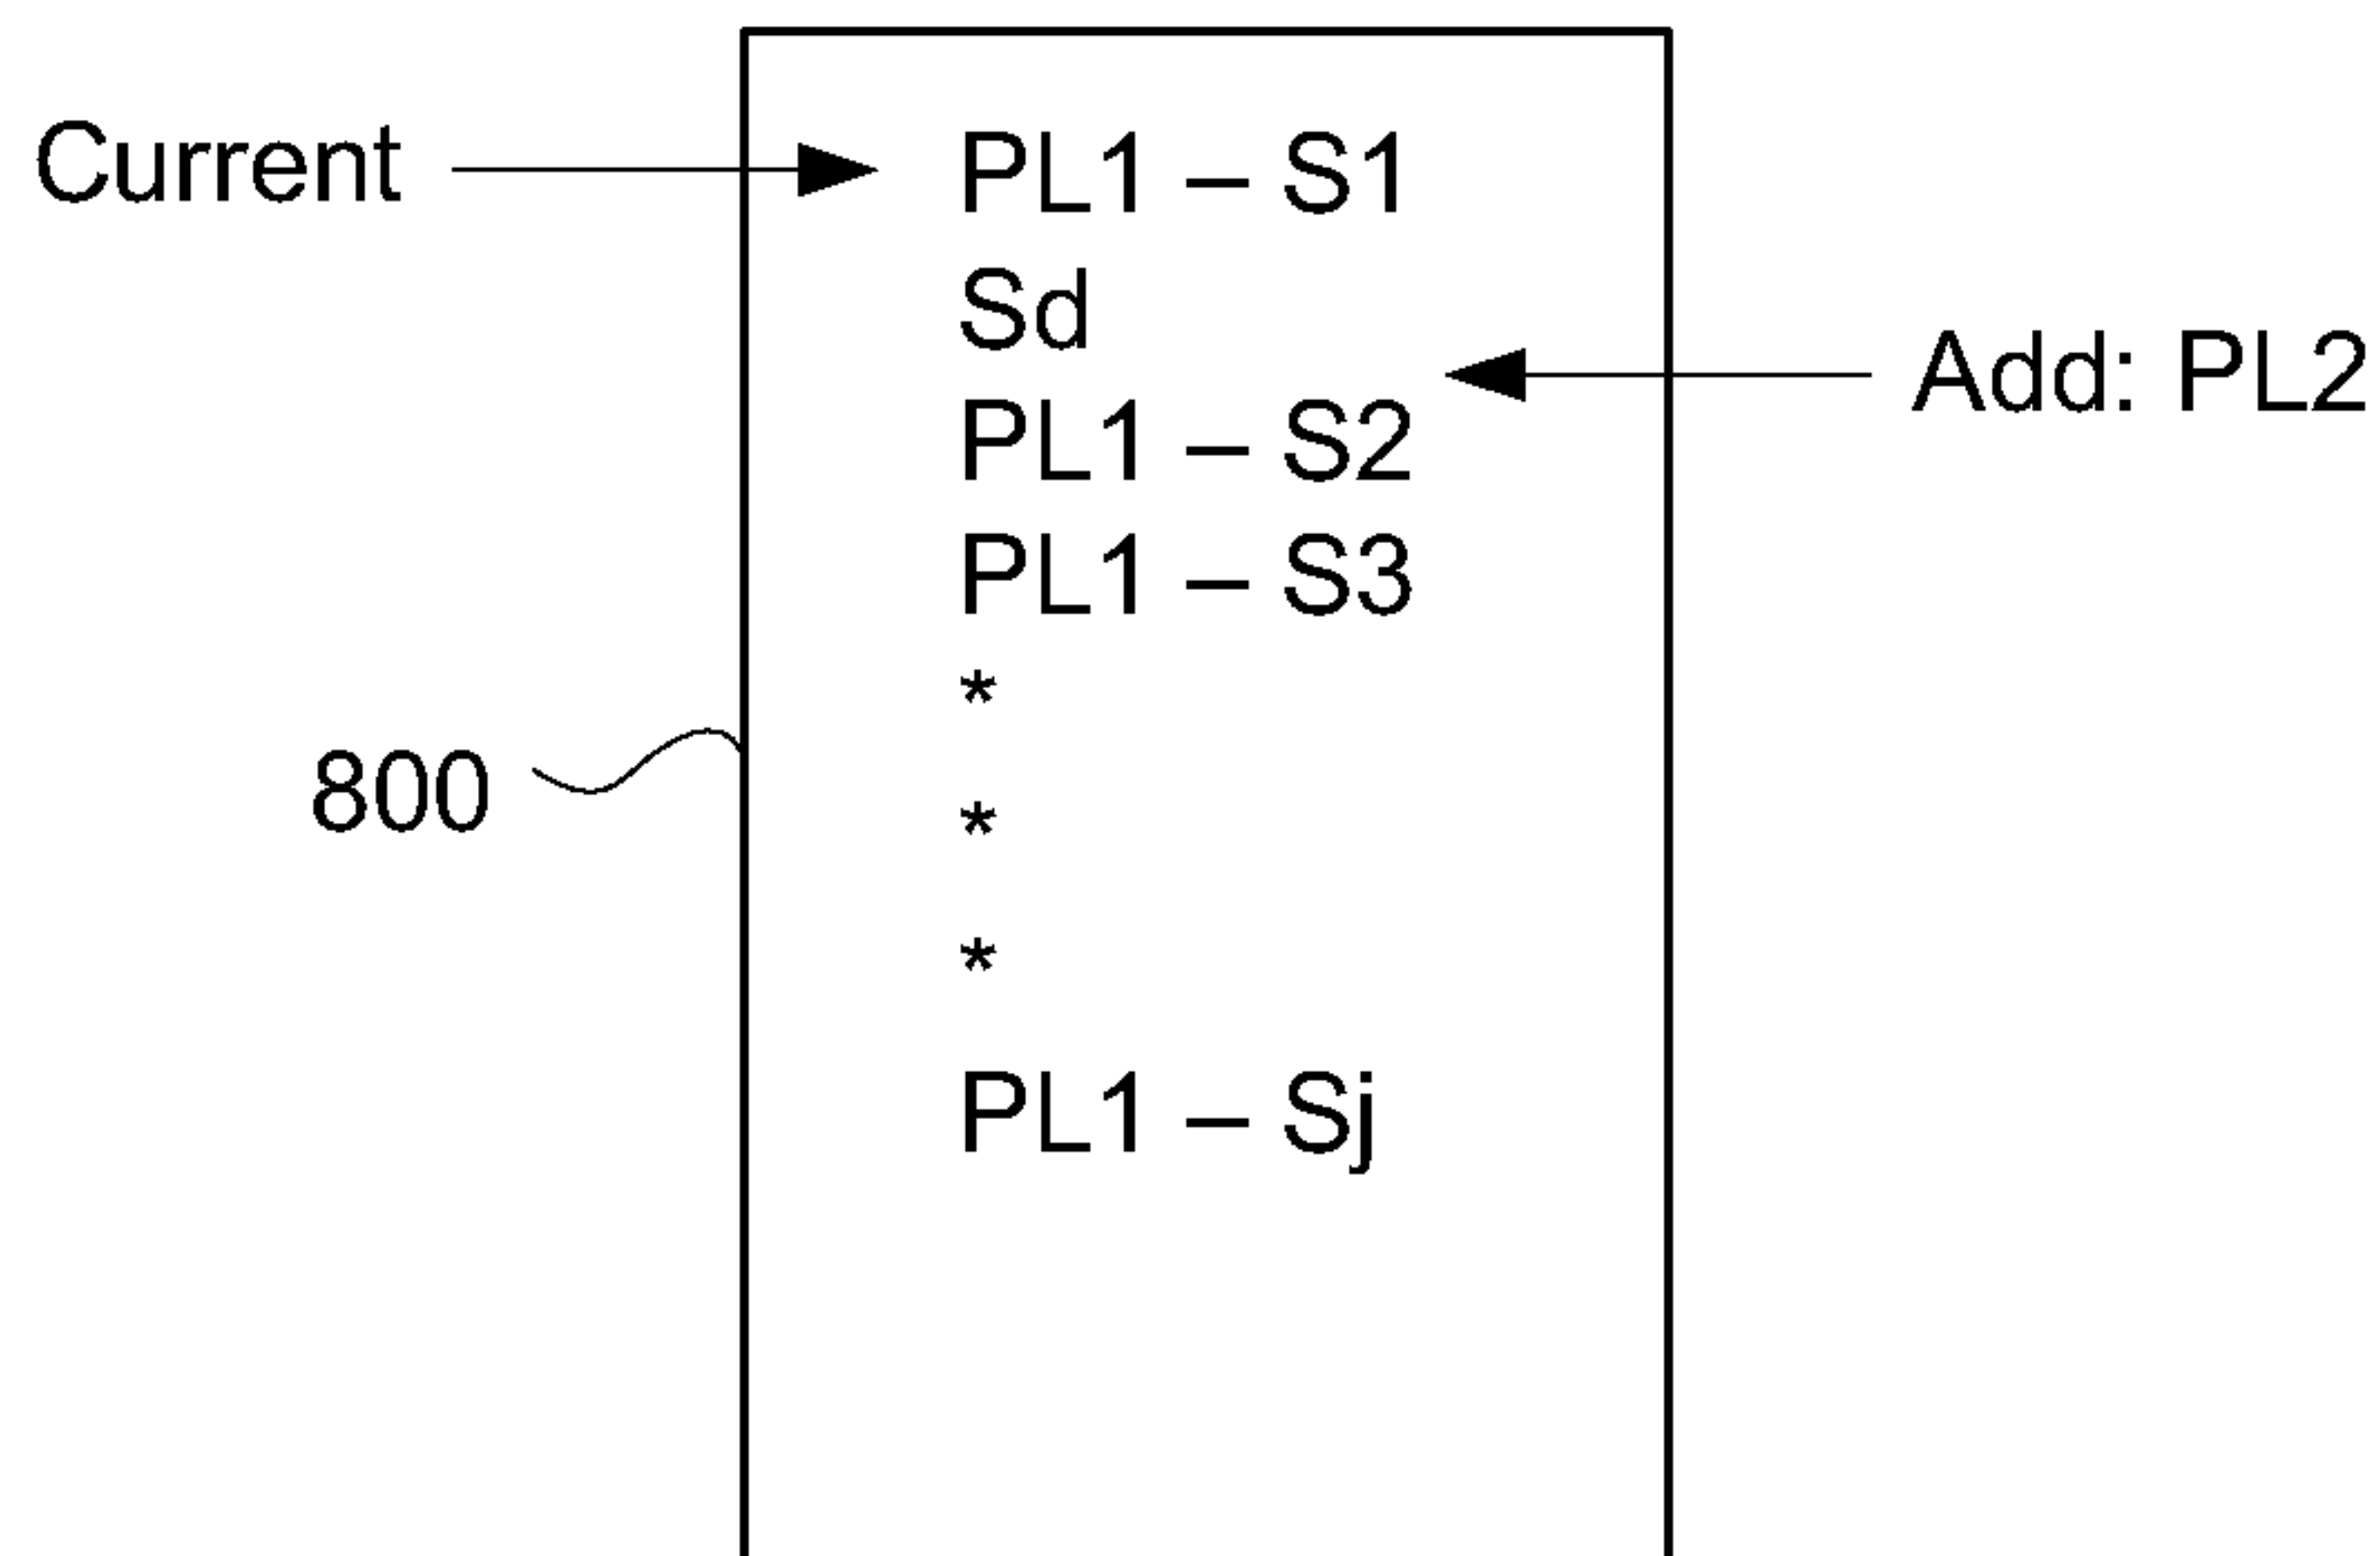 Current
PL1 – S1
Sd
Add: PL2
PL1 – S2
PL1 – S3
*
800
*
*
PL1 – Sj